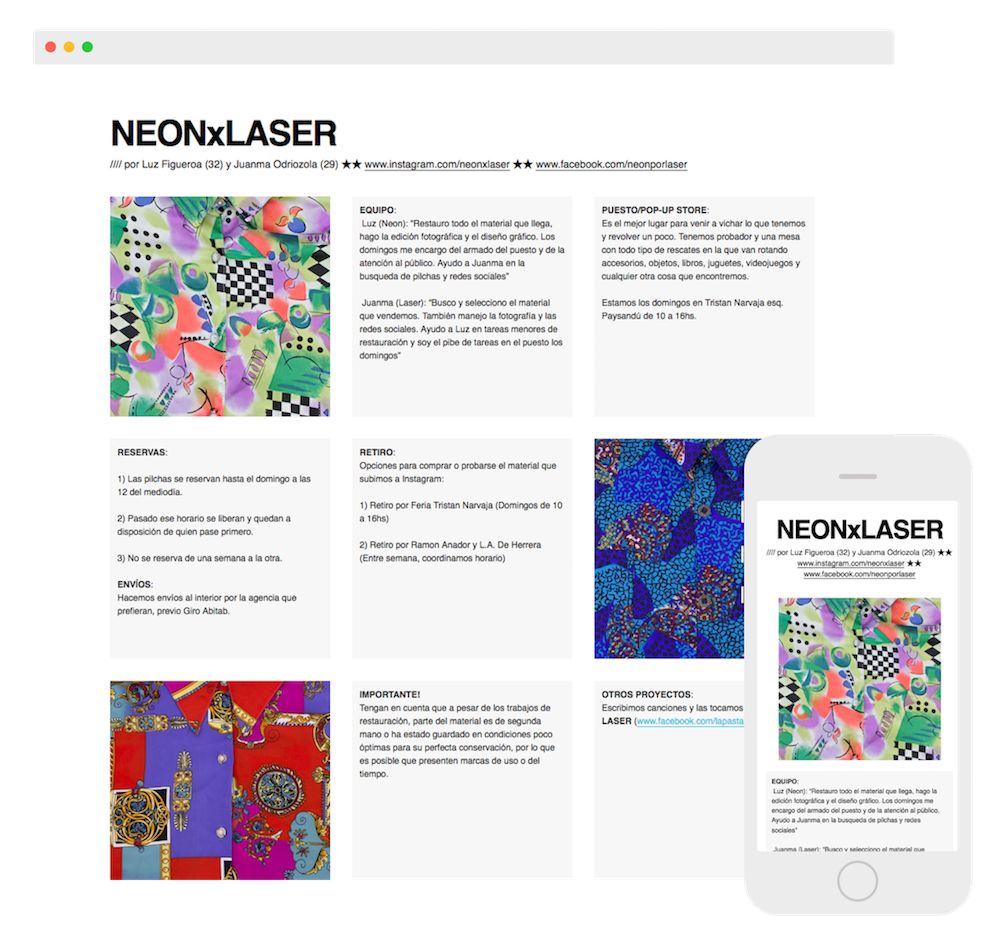 NEONxLASER
//// por Luz Figueroa (32) y Juanma Odriozola (29) ★★ www.instagram.com/neonxlaser ★★ www.facebook.com/neonporlaser
EQUIPO:
Luz (Neon): “Restauro todo el material que llega,
hago la edición fotográfica y el diseño gráfico. Los
domingos me encargo del armado del puesto y de la
atención al público. Ayudo a Juanma en la
busqueda de pilchas y redes sociales”
Juanma (Laser): “Busco y selecciono el material
que vendemos. También manejo la fotografía y las
redes sociales. Ayudo a Luz en tareas menores de
restauración y soy el pibe de tareas en el puesto los
domingos”
PUESTO/POP-UP STORE:
Es el mejor lugar para venir a vichar lo que tenemos
y revolver un poco. Tenemos probador y una mesa
con todo tipo de rescates en la que van rotando
accesorios, objetos, libros, juguetes, videojuegos y
cualquier otra cosa que encontremos.
Estamos los domingos en Tristan Narvaja esq.
Paysandú de 10 a 16hs.
RESERVAS:
1) Las pilchas se reservan hasta el domingo a las
12 del mediodía.
2) Pasado ese horario se liberan y quedan a
disposición de quien pase primero.
3) No se reserva de una semana a la otra.
ENVÍOS:
Hacemos envíos al interior por la agencia que
prefieran, previo Giro Abitab.
RETIRO:
Opciones para comprar o probarse el material que
subimos a Instagram:
1) Retiro por Feria Tristan Narvaja (Domingos de 10
a 16hs)
2) Retiro por Ramon Anador y L.A. De Herrera
(Entre semana, coordinamos horario)
IMPORTANTE!
Tengan en cuenta que a pesar de los trabajos de
restauración, parte del material es de segunda
mano o ha estado guardado en condiciones poco
óptimas para su perfecta conservación, por lo que
es posible que presenten marcas de uso o del
tiempo.
OTROS PROYECTOS:
Escribimos canciones y las tocamos
LASER (www.facebook.com/lapasta
NEONxLASER
//// por Luz Figueroa (32) y Juanma Odriozola (29) ★★
www.instagram.com/neonxlaser ★★
www.facebook.com/neonporlaser
EQUIPO:
Luz (Neon): “Restauro todo el material que llega, hago la
edición fotográfica y el diseño gráfico. Los domingos me
encargo del armado del puesto y de la atención al público.
Ayudo a Juanma en la busqueda de pilchas y redes
sociales”
Juanma (Laser): “Busco y selecciono el material que